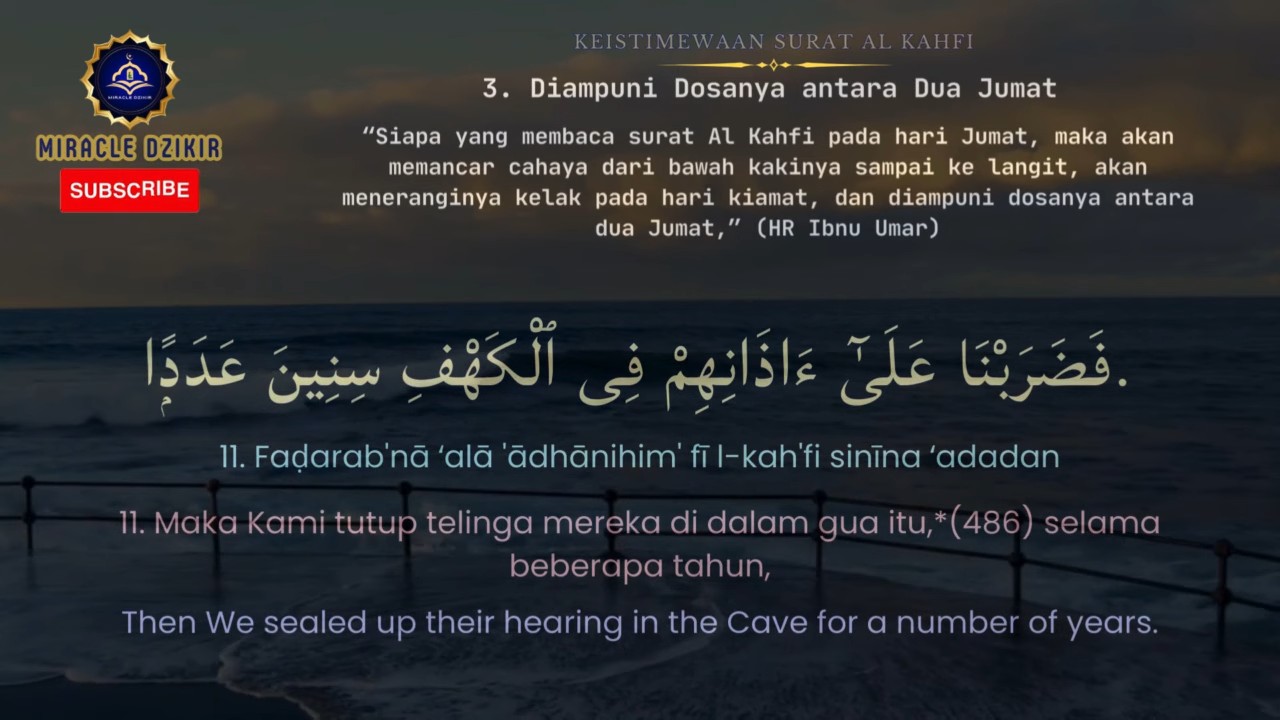 KEISTIMEWAAN SURAT AL KAHFI
3. Diampuni Dosanya antara Dua Jumat
“Siapa yang membaca surat Al Kahfi pada hari Jumat, maka akan
memancar cahaya dari bawah kakinya sampai ke langit, akan
meneranginya kelak pada hari kiamat, dan diampuni dosanya antara
dua Jumat,” (HR Ibnu Umar)
MIRACLE DZIKIR
MIRACLE DZIKIR
SUBSCRIBE
فَضَرَبْنَا عَلَىٰٓ ءَاذَانِهِمْ فِى ٱلْكَهْفِ سِنِينَ عَدَدًۭا.
11. Faḍarab'nā ‘alā 'ādhānihim' fī l-kah'fi sinīna ‘adadan
11. Maka Kami tutup telinga mereka di dalam gua itu,*(486) selama
beberapa tahun,
Then We sealed up their hearing in the Cave for a number of years.